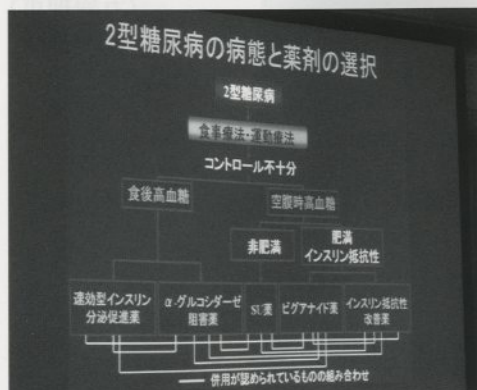 2型糖尿病の病態と薬剤の選択
2型糖尿病
食事療法・運動療法
コントロール不十分
食後高血糖
空腹時高血糖
非肥満
肥満
インスリン抵抗性
速効型インスリン
分泌促進薬
α-グルコシダーゼ
阻害薬
SU薬
ビグアナイド薬
インスリン抵抗性
改善薬
併用が認められているものの組み合わせ